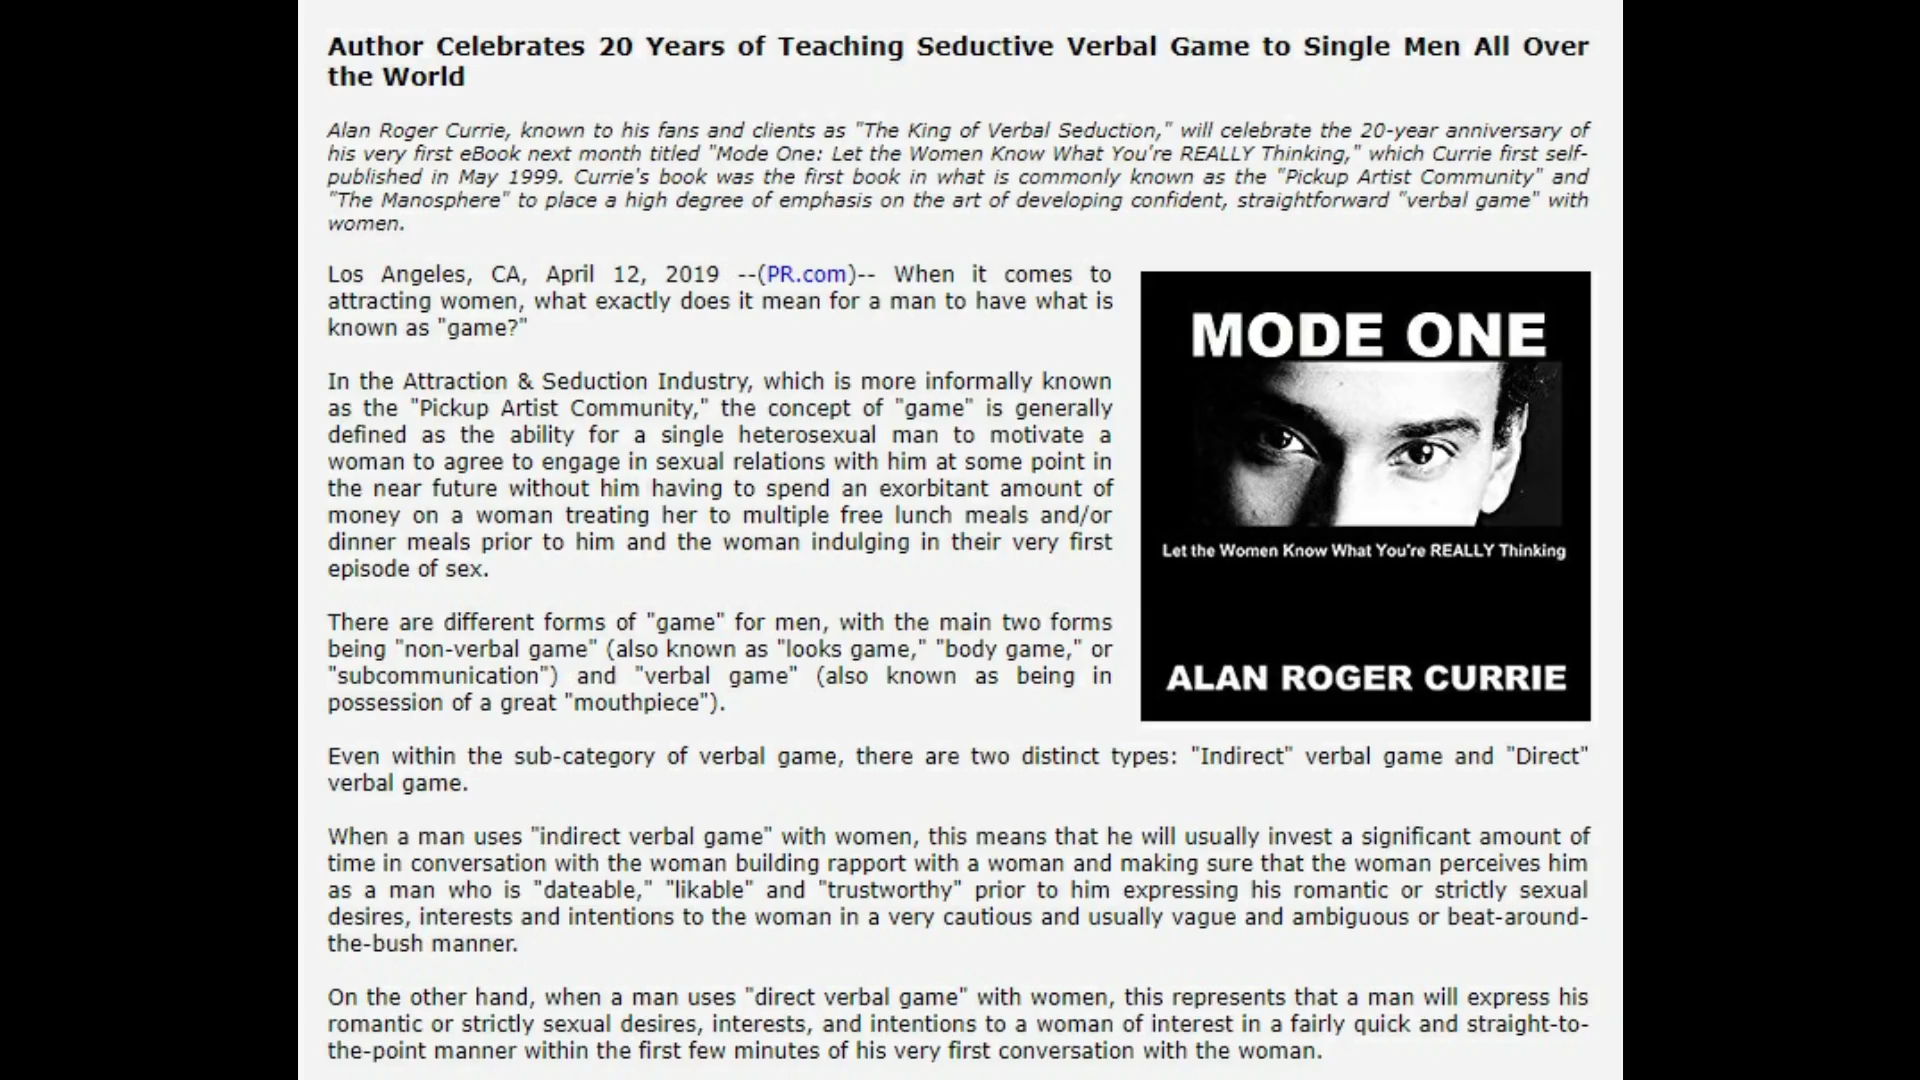 Author Celebrates 20 Years of Teaching Seductive Verbal Game to Single Men All Over
the World
Alan Roger Currie, known to his fans and clients as "The King of Verbal Seduction," will celebrate the 20-year anniversary of
his very first eBook next month titled "Mode One: Let the Women Know What You're REALLY Thinking," which Currie first self-
published in May 1999. Currie's book was the first book in what is commonly known as the "Pickup Artist Community" and
"The Manosphere" to place a high degree of emphasis on the art of developing confident, straightforward "verbal game" with
women.
Los Angeles, CA, April 12, 2019 --(PR.com)-- When it comes to
attracting women, what exactly does it mean for a man to have what is
known as "game?"
In the Attraction & Seduction Industry, which is more informally known
as the "Pickup Artist Community," the concept of "game" is generally
defined as the ability for a single heterosexual man to motivate a
woman to agree to engage in sexual relations with him at some point in
the near future without him having to spend an exorbitant amount of
money on a woman treating her to multiple free lunch meals and/or
dinner meals prior to him and the woman indulging in their very first
episode of sex.
There are different forms of "game" for men, with the main two forms
being "non-verbal game" (also known as "looks game," "body game," or
"subcommunication") and "verbal game" (also known as being in
possession of a great "mouthpiece").
MODE ONE
Let the Women Know What You're REALLY Thinking
ALAN ROGER CURRIE
Even within the sub-category of verbal game, there are two distinct types: "Indirect" verbal game and "Direct"
verbal game.
When a man uses "indirect verbal game" with women, this means that he will usually invest a significant amount of
time in conversation with the woman building rapport with a woman and making sure that the woman perceives him
as a man who is "dateable," "likable" and "trustworthy" prior to him expressing his romantic or strictly sexual
desires, interests and intentions to the woman in a very cautious and usually vague and ambiguous or beat-around-
the-bush manner.
On the other hand, when a man uses "direct verbal game" with women, this represents that a man will express his
romantic or strictly sexual desires, interests, and intentions to a woman of interest in a fairly quick and straight-to-
the-point manner within the first few minutes of his very first conversation with the woman.